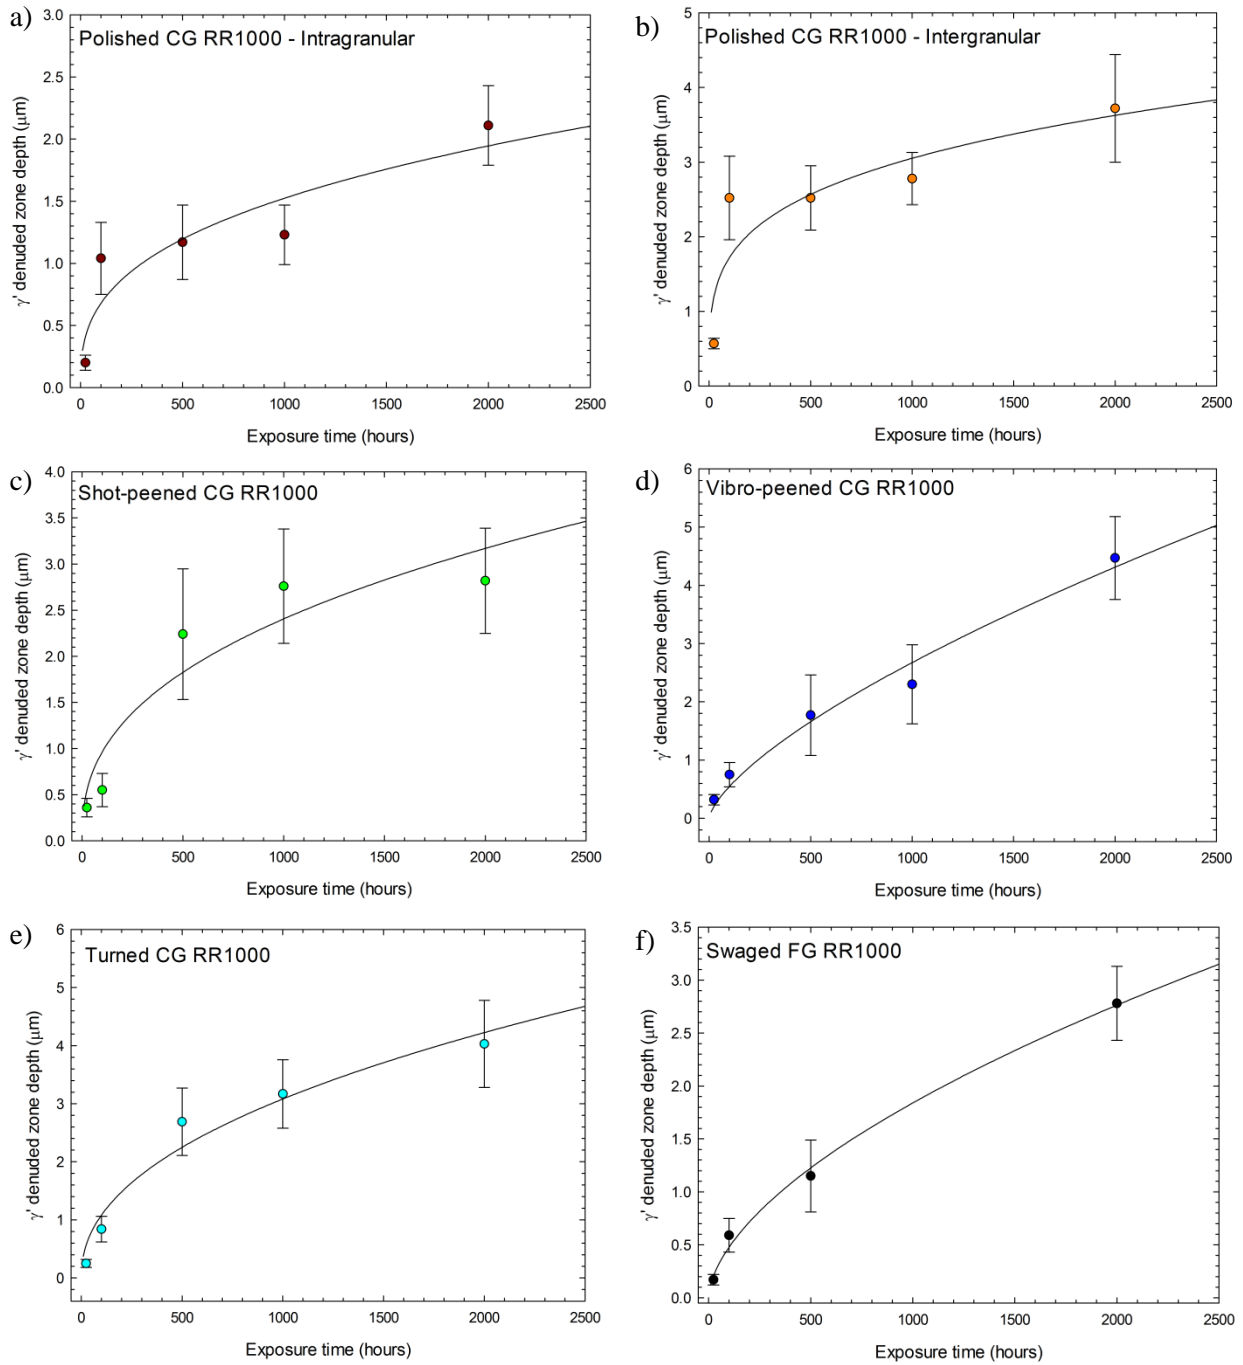 a)
Polished CG RR1000 - Intragranular
γ' denuded zone depth (μm)
3.0
2.5
2.0
1.5
1.0
0.5
0.0
0 500 1000 1500 2000 2500
Exposure time (hours)
b)
Polished CG RR1000 - Intergranular
γ' denuded zone depth (μm)
5
4
3
2
1
0
0 500 1000 1500 2000 2500
Exposure time (hours)
c)
Shot-peened CG RR1000
γ' denuded zone depth (μm)
4.0
3.5
3.0
2.5
2.0
1.5
1.0
0.5
0.0
0 500 1000 1500 2000 2500
Exposure time (hours)
d)
Vibro-peened CG RR1000
γ' denuded zone depth (μm)
6
5
4
3
2
1
0
0 500 1000 1500 2000 2500
Exposure time (hours)
e)
Turned CG RR1000
γ' denuded zone depth (μm)
6
5
4
3
2
1
0
0 500 1000 1500 2000 2500
Exposure time (hours)
f)
Swaged FG RR1000
γ' denuded zone depth (μm)
3.5
3.0
2.5
2.0
1.5
1.0
0.5
0.0
0 500 1000 1500 2000 2500
Exposure time (hours)